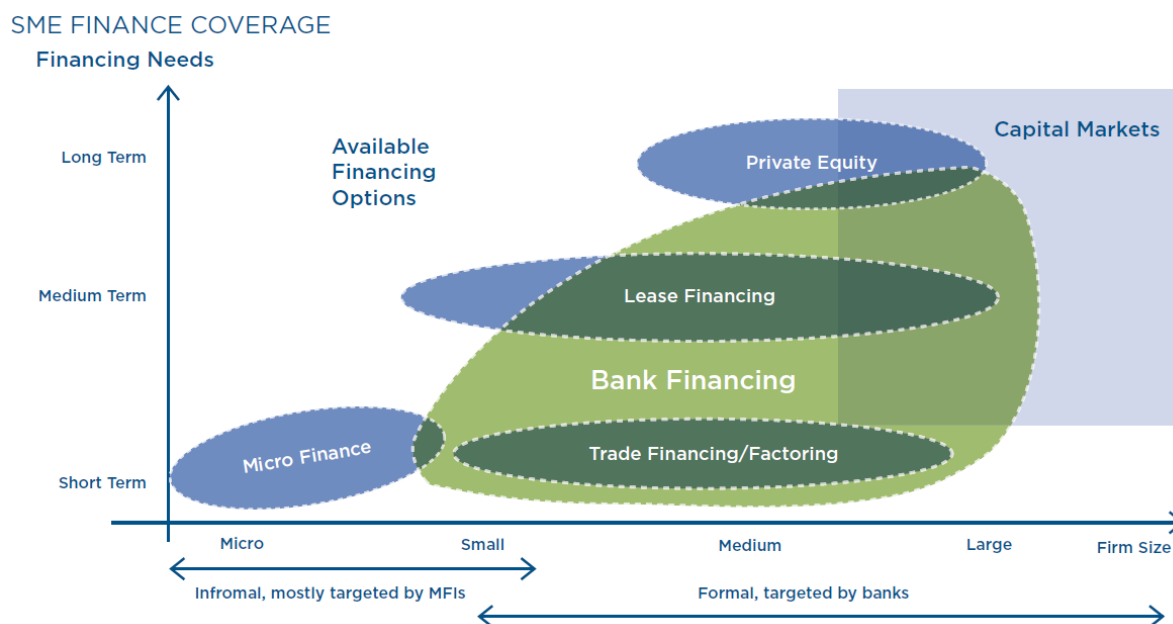 SME FINANCE COVERAGE
Financing Needs
Long Term
Available
Financing
Options
Private Equity
Capital Markets
Medium Term
Lease Financing
Bank Financing
Short Term
Micro Finance
Trade Financing/Factoring
Micro
Small
Medium
Large
Firm Size
Infromal, mostly targeted by MFIs
Formal, targeted by banks